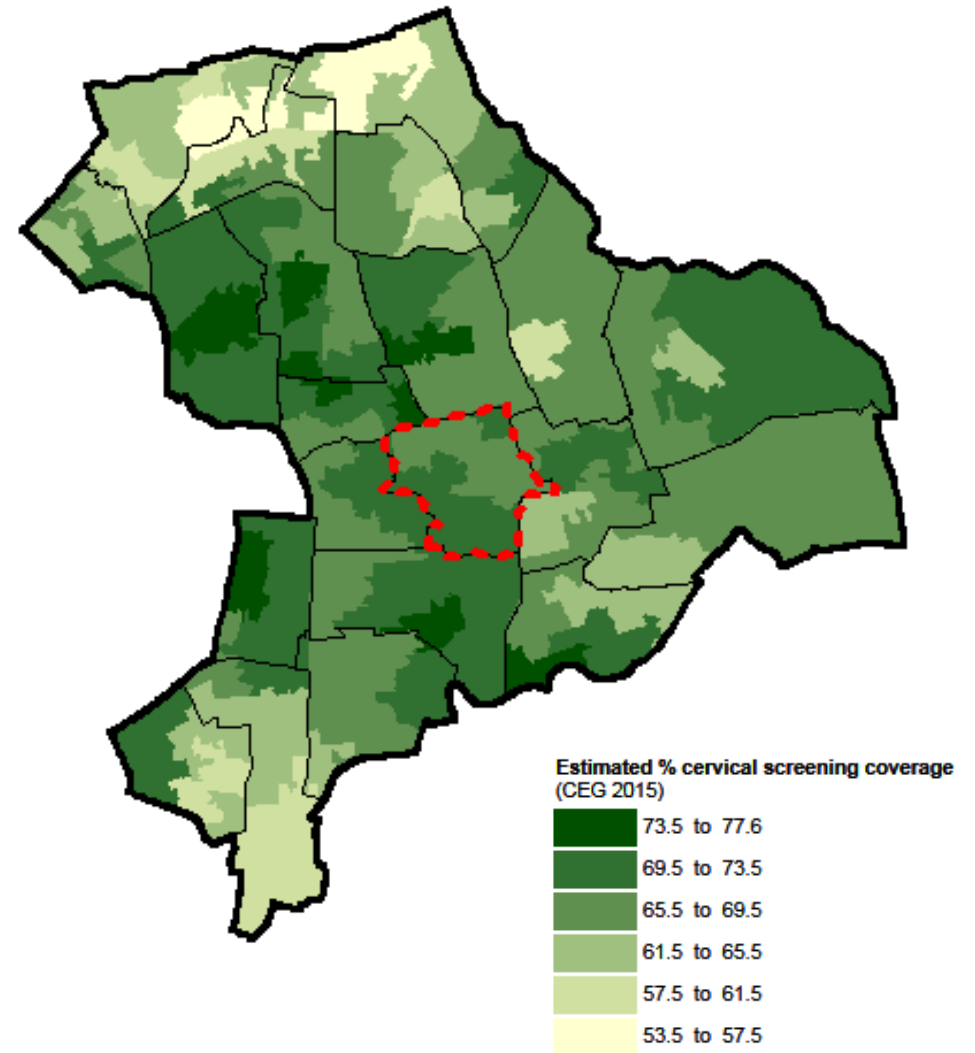 Estimated % cervical screening coverage
(CEG 2015)
73.5 to 77.6
69.5 to 73.5
65.5 to 69.5
61.5 to 65.5
57.5 to 61.5
53.5 to 57.5